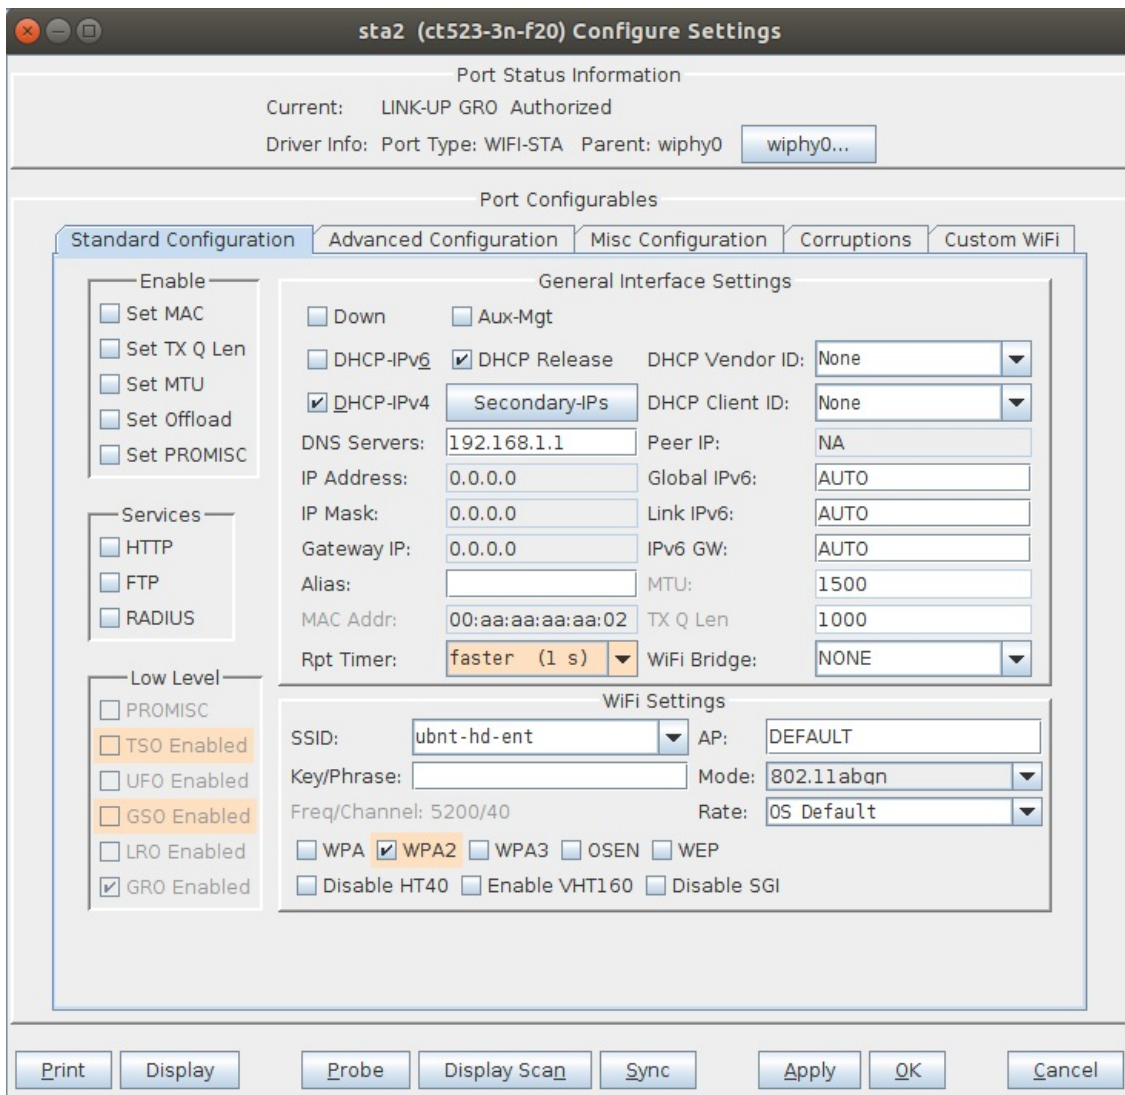 sta2 (ct523-3n-f20) Configure Settings
Port Status Information
Current: LINK-UP GRO Authorized
Driver Info: Port Type: WIFI-STA Parent: wiphy0 wiphy0...
Port Configurables
Standard Configuration Advanced Configuration Misc Configuration Corruptions Custom WiFi
Enable
Set MAC
Set TX Q Len
Set MTU
Set Offload
Set PROMISC
Services
HTTP
FTP
RADIUS
Low Level
PROMISC
TSO Enabled
UFO Enabled
GSO Enabled
LRO Enabled
GRO Enabled
General Interface Settings
Down Aux-Mgt
DHCP-IPv6 DHCP Release DHCP Vendor ID: None
DHCP-IPv4 Secondary-IPs DHCP Client ID: None
DNS Servers: 192.168.1.1 Peer IP: NA
IP Address: 0.0.0.0 Global IPv6: AUTO
IP Mask: 0.0.0.0 Link IPv6: AUTO
Gateway IP: 0.0.0.0 IPv6 GW: AUTO
Alias: MTU: 1500
MAC Addr: 00:aa:aa:aa:aa:02 TX Q Len 1000
Rpt Timer: faster (1 s) WiFi Bridge: NONE
WiFi Settings
SSID: ubnt-hd-ent AP: DEFAULT
Key/Phrase: Mode: 802.11abgn
Freq/Channel: 5200/40 Rate: OS Default
WPA WPA2 WPA3 OSEN WEP
Disable HT40 Enable VHT160 Disable SGI
Print Display Probe Display Scan Sync Apply OK Cancel